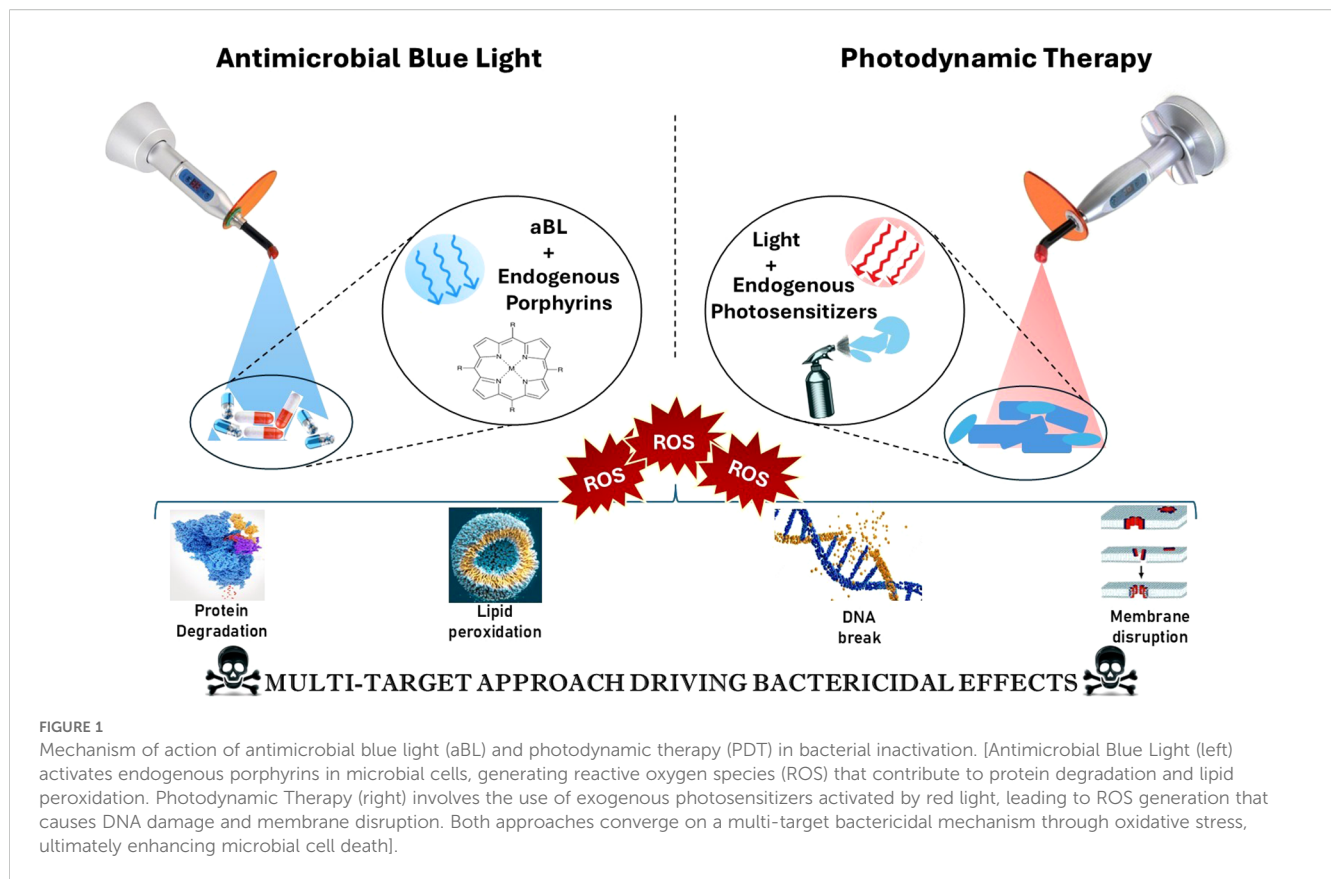 Antimicrobial Blue Light
Photodynamic Therapy
aBL
+
Endogenous
Porphyrins
R
R
M
R
R
N
N
N
N
Light
+
Endogenous
Photosensitizers
ROS
ROS
ROS
Protein
Degradation
Lipid
peroxidation
DNA
break
Membrane
disruption
MULTI-TARGET APPROACH DRIVING BACTERICIDAL EFFECTS
FIGURE 1
Mechanism of action of antimicrobial blue light (aBL) and photodynamic therapy (PDT) in bacterial inactivation. [Antimicrobial Blue Light (left)
activates endogenous porphyrins in microbial cells, generating reactive oxygen species (ROS) that contribute to protein degradation and lipid
peroxidation. Photodynamic Therapy (right) involves the use of exogenous photosensitizers activated by red light, leading to ROS generation that
causes DNA damage and membrane disruption. Both approaches converge on a multi-target bactericidal mechanism through oxidative stress,
ultimately enhancing microbial cell death].